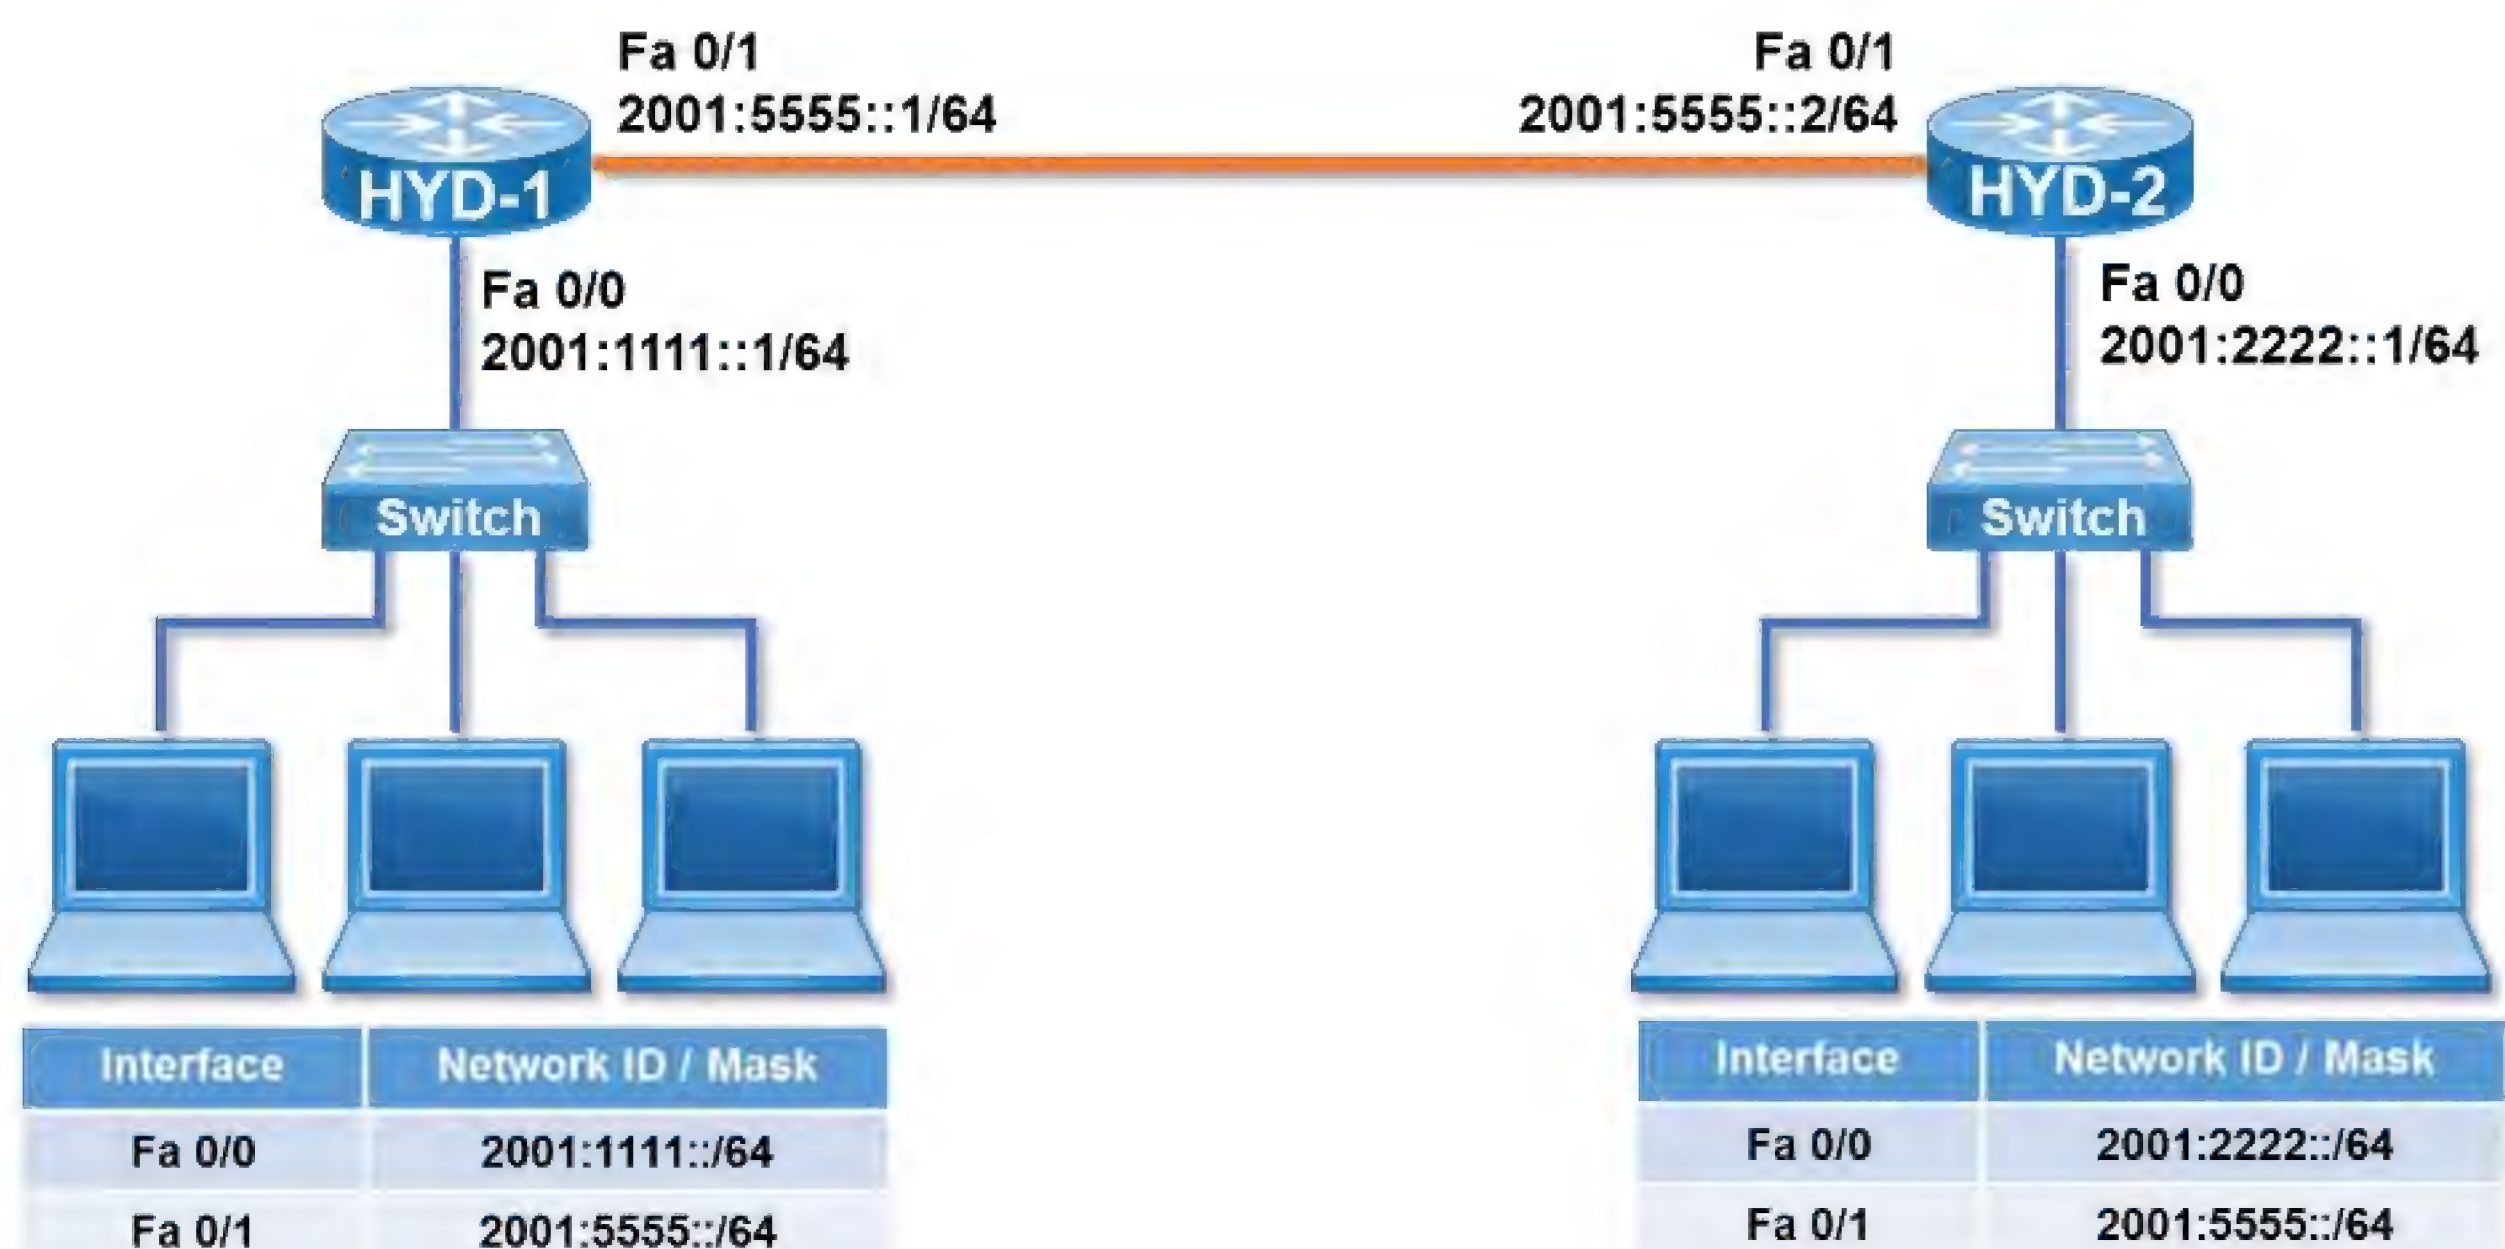 Fa 0/1
2001:5555::1/64
Fa 0/1
2001:5555::2/64
HYD-1
HYD-2
Fa 0/0
2001:1111::1/64
Fa 0/0
2001:2222::1/64
Switch
Switch
Interface Network ID / Mask
Fa 0/0 2001:1111::/64
Fa 0/1 2001:5555::/64
Interface Network ID / Mask
Fa 0/0 2001:2222::/64
Fa 0/1 2001:5555::/64